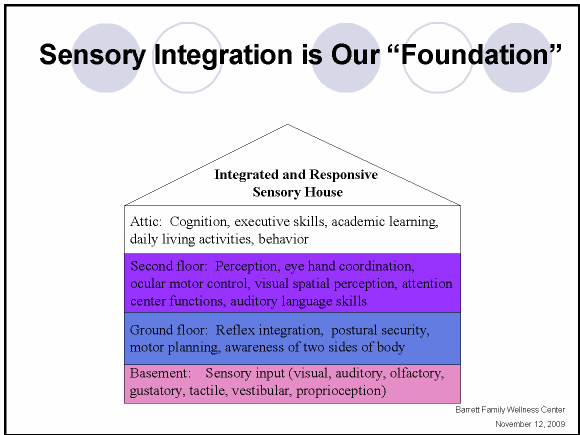 Sensory Integration is Our “Foundation”
Integrated and Responsive
Sensory House
Attic: Cognition, executive skills, academic learning,
daily living activities, behavior
Second floor: Perception, eye hand coordination,
ocular motor control, visual spatial perception, attention
center functions, auditory language skills
Ground floor: Reflex integration, postural security,
motor planning, awareness of two sides of body
Basement: Sensory input (visual, auditory, olfactory,
gustatory, tactile, vestibular, proprioception)
Barrett Family Wellness Center
November 12, 2009